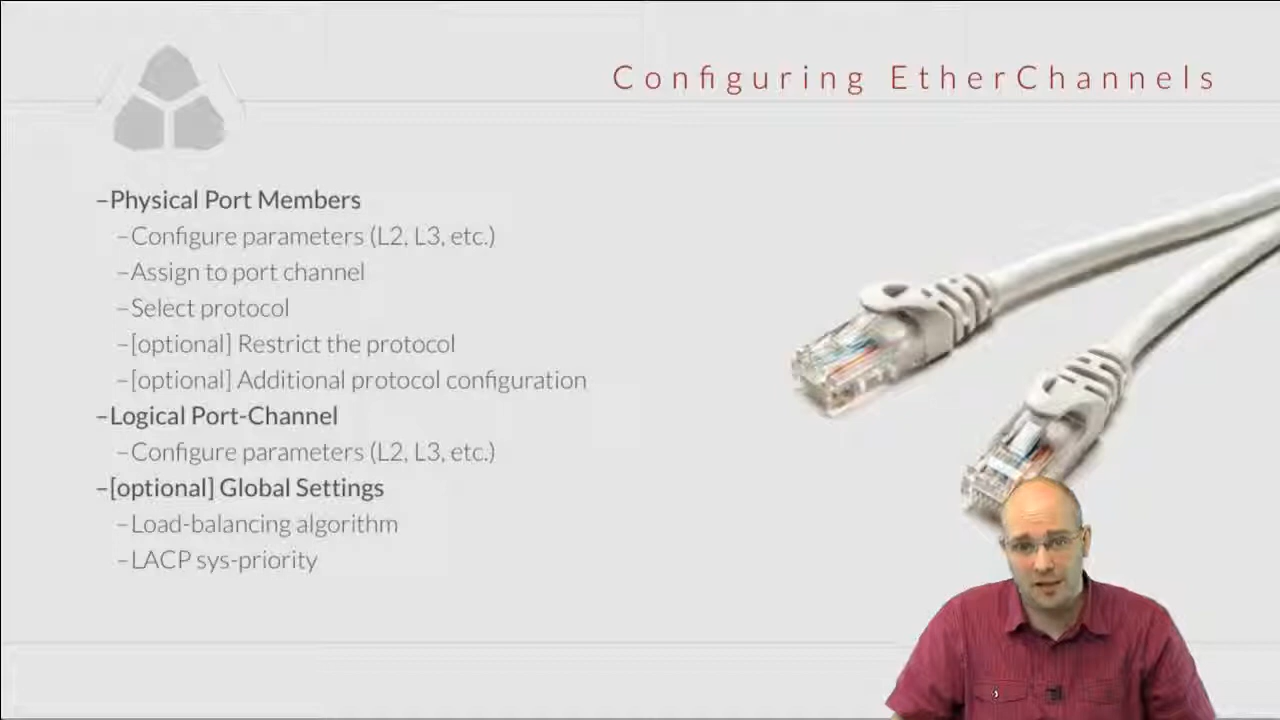 Configuring EtherChannels
–Physical Port Members
–Configure parameters (L2, L3, etc.)
–Assign to port channel
–Select protocol
–[optional] Restrict the protocol
–[optional] Additional protocol configuration
–Logical Port-Channel
–Configure parameters (L2, L3, etc.)
–[optional] Global Settings
–Load-balancing algorithm
–LACP sys-priority